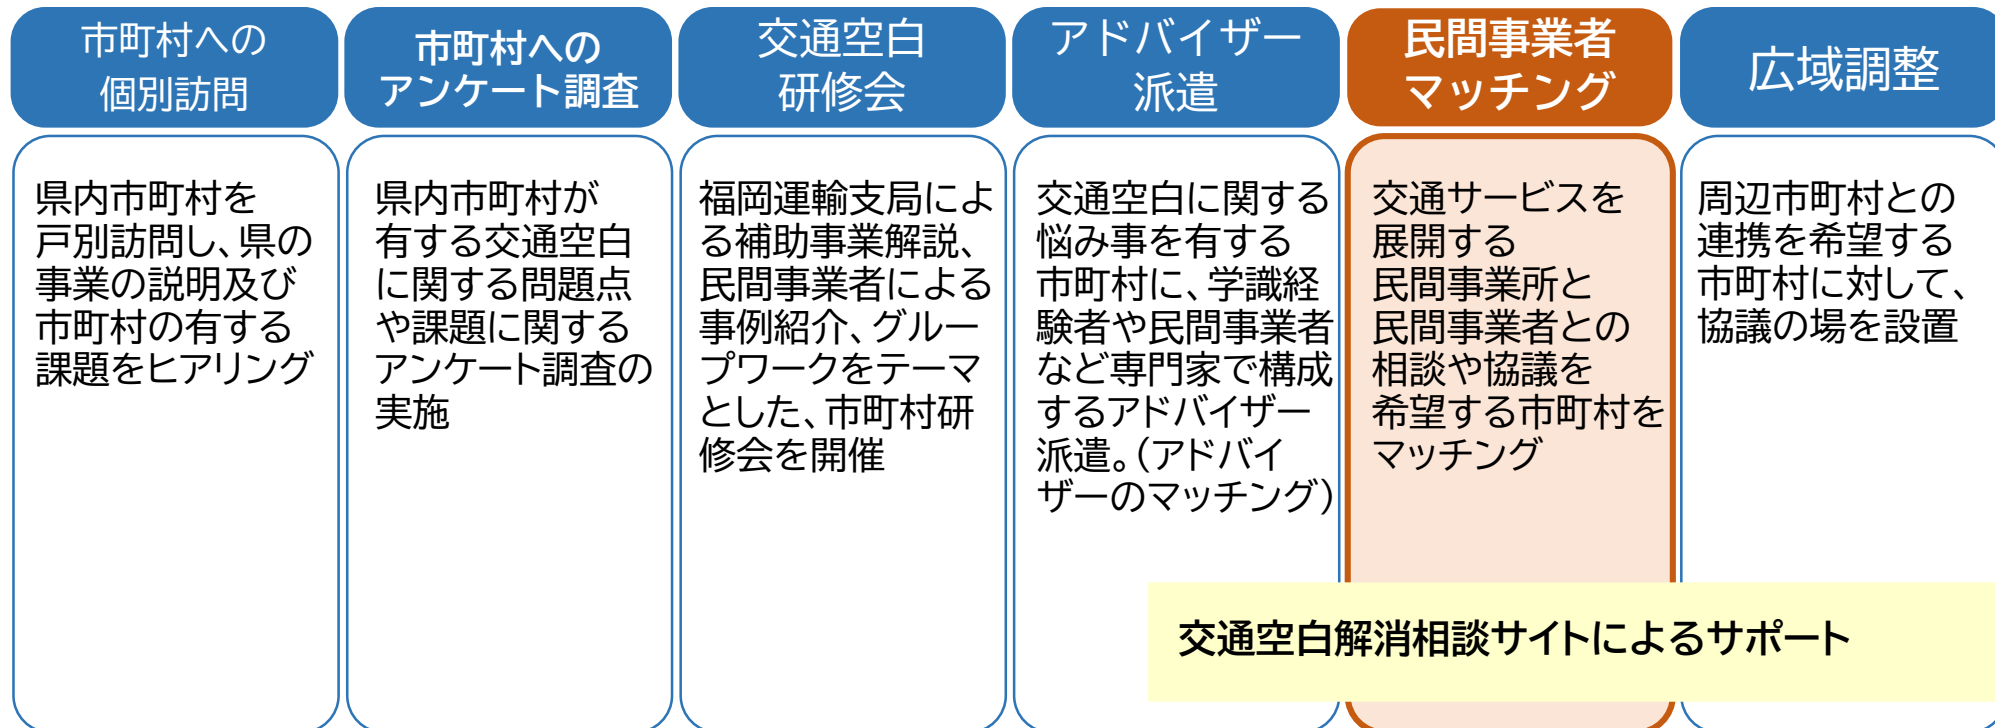 市町村への
個別訪問
市町村への
アンケート調査
交通空白
研修会
アドバイザー
派遣
民間事業者
マッチング
広域調整
県内市町村を
戸別訪問し、県の
事業の説明及び
市町村の有する
課題をヒアリング
県内市町村が
有する交通空白
に関する問題点
や課題に関する
アンケート調査の
実施
福岡運輸支局によ
る補助事業解説、
民間事業者による
事例紹介、グルー
プワークをテーマ
とした、市町村研
修会を開催
交通空白に関する
悩み事を有する
市町村に、学識経
験者や民間事業者
など専門家で構成
するアドバイザー
派遣。(アドバイ
ザーのマッチング)
交通サービスを
展開する
民間事業所と
民間事業者との
相談や協議を
希望する市町村を
マッチング
周辺市町村との
連携を希望する
市町村に対して、
協議の場を設置
交通空白解消相談サイトによるサポート